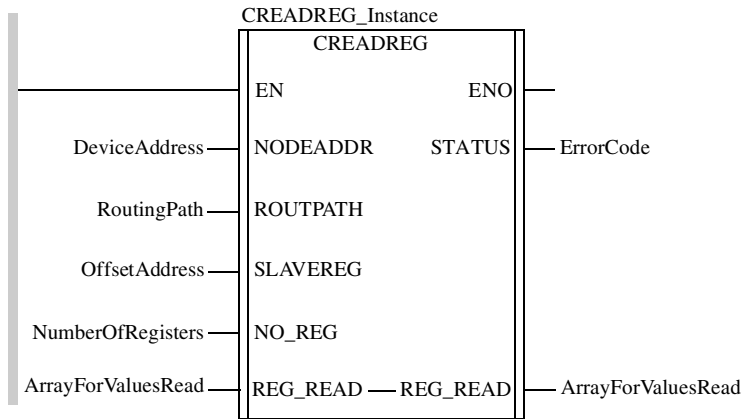 CREADREG_Instance
CREADREG
EN ENO
DeviceAddress NODEADDR STATUS ErrorCode
RoutingPath ROUTPATH
OffsetAddress SLAVEREG
NumberOfRegisters NO_REG
ArrayForValuesRead REG_READ REG_READ ArrayForValuesRead